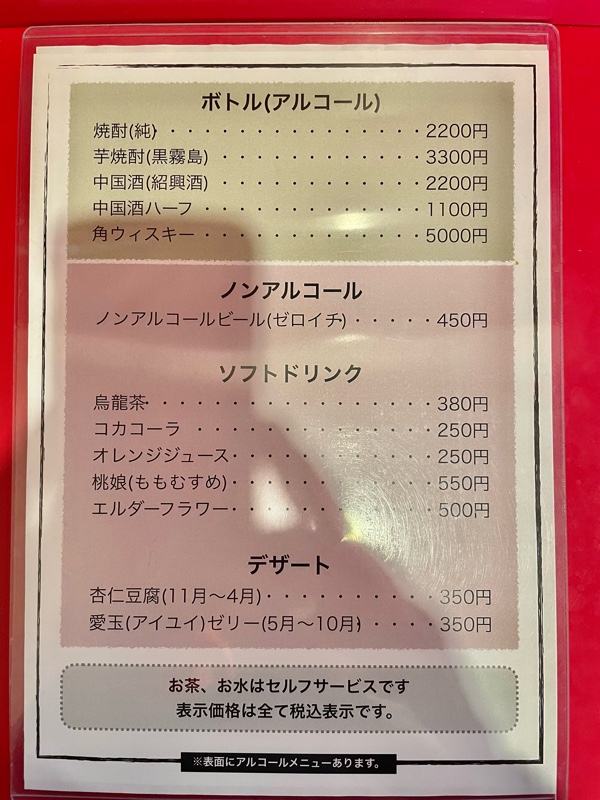 ボトル(アルコール)
焼酎(純)・・・・・・・・・・・・・・・2200円
芋焼酎(黒霧島)・・・・・・・・・・・・3300円
中国酒(紹興酒)・・・・・・・・・・・・2200円
中国酒ハーフ・・・・・・・・・・・・・1100円
角ウィスキー・・・・・・・・・・・・・5000円
ノンアルコール
ノンアルコールビール(ゼロイチ)・・・・・450円
ソフトドリンク
烏龍茶・・・・・・・・・・・・・・・・380円
コカコーラ・・・・・・・・・・・・・・250円
オレンジジュース・・・・・・・・・・・250円
桃娘(ももむすめ)・・・・・・・・・・・550円
エルダーフラワー・・・・・・・・・・・500円
デザート
杏仁豆腐(11月〜4月)・・・・・・・・・・350円
愛玉(アイユイ)ゼリー(5月〜10月)・・・・350円
お茶、お水はセルフサービスです
表示価格は全て税込表示です。
※表面にアルコールメニューあります。